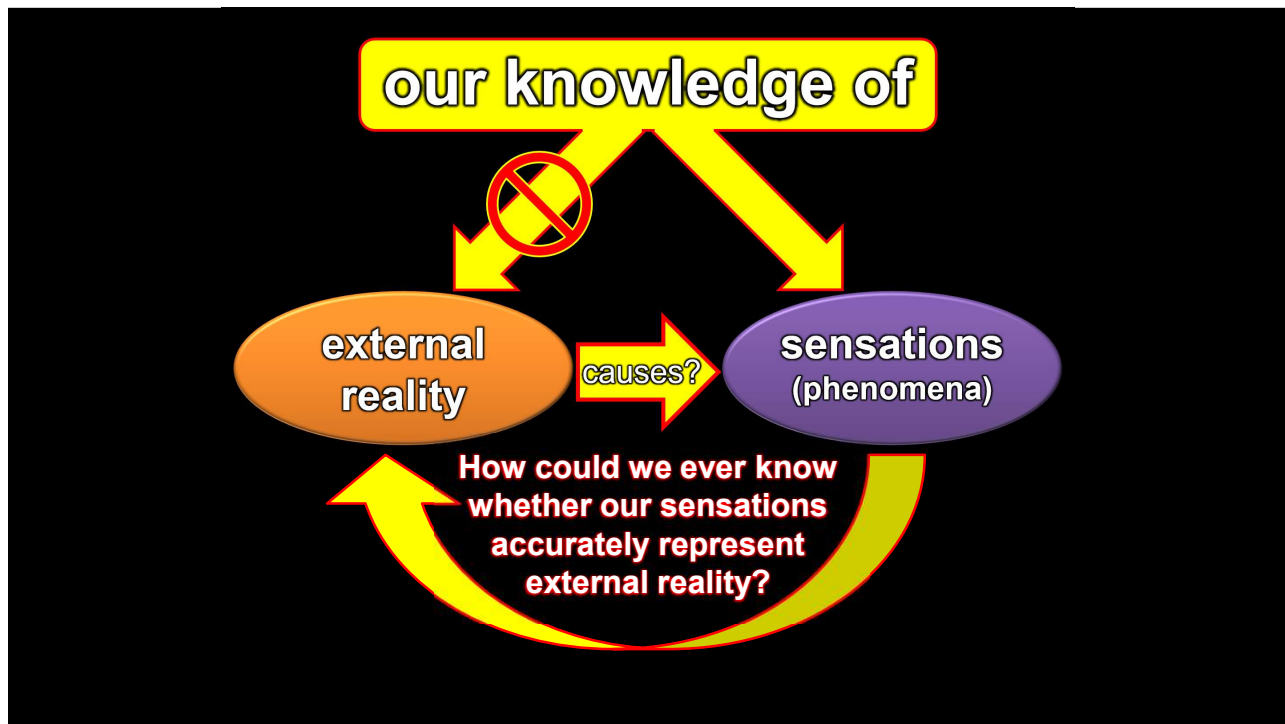 our knowledge of
external
reality
causes?
sensations
(phenomena)
How could we ever know
whether our sensations
accurately represent
external reality?